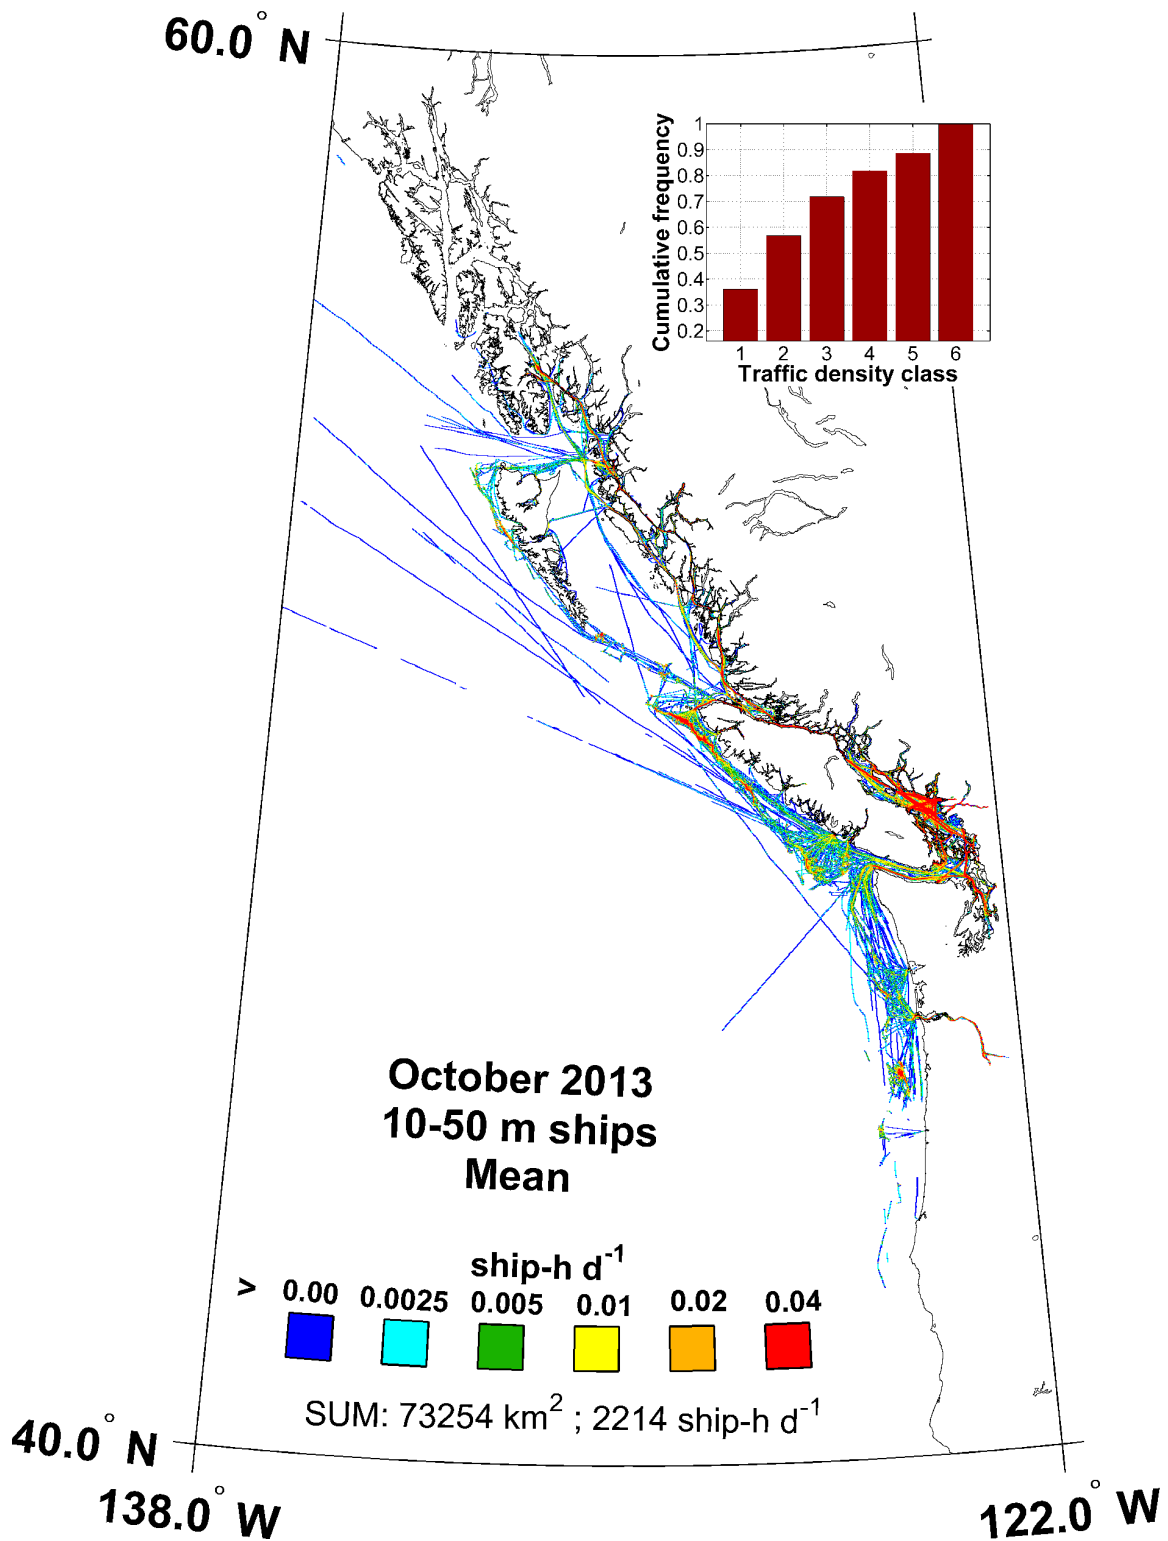 60.0° N
Cumulative frequency
1
0.9
0.8
0.7
0.6
0.5
0.4
0.3
0.2
1 2 3 4 5 6
Traffic density class
October 2013
10-50 m ships
Mean
ship-h d⁻¹
> 0.00 0.0025 0.005 0.01 0.02 0.04
SUM: 73254 km² ; 2214 ship-h d⁻¹
40.0° N
138.0° W
122.0° W